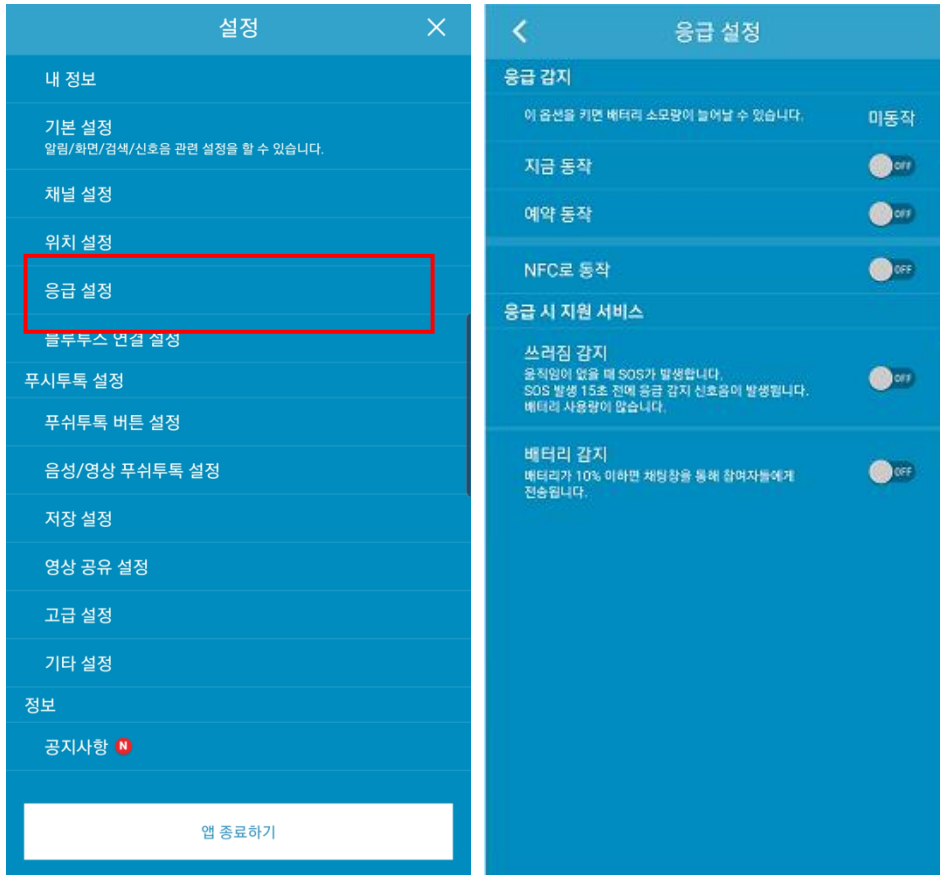 설정
내 정보
기본 설정
알림/화면/검색/신호음 관련 설정을 할 수 있습니다.
채널 설정
위치 설정
응급 설정
블루투스 연결 설정
푸시투톡 설정
푸쉬투톡 버튼 설정
음성/영상 푸쉬투톡 설정
저장 설정
영상 공유 설정
고급 설정
기타 설정
정보
공지사항 N
앱 종료하기
응급 설정
응급 감지
이 옵션을 키면 배터리 소모량이 늘어날 수 있습니다.
미동작
지금 동작 OFF
예약 동작 OFF
NFC로 동작 OFF
응급 시 지원 서비스
쓰러짐 감지
움직임이 없을 때 SOS가 발생합니다.
SOS 발생 15초 전에 응급 감지 신호음이 발생됩니다.
배터리 사용량이 많습니다.
OFF
배터리 감지
배터리가 10% 이하면 채팅창을 통해 참여자들에게
전송됩니다.
OFF